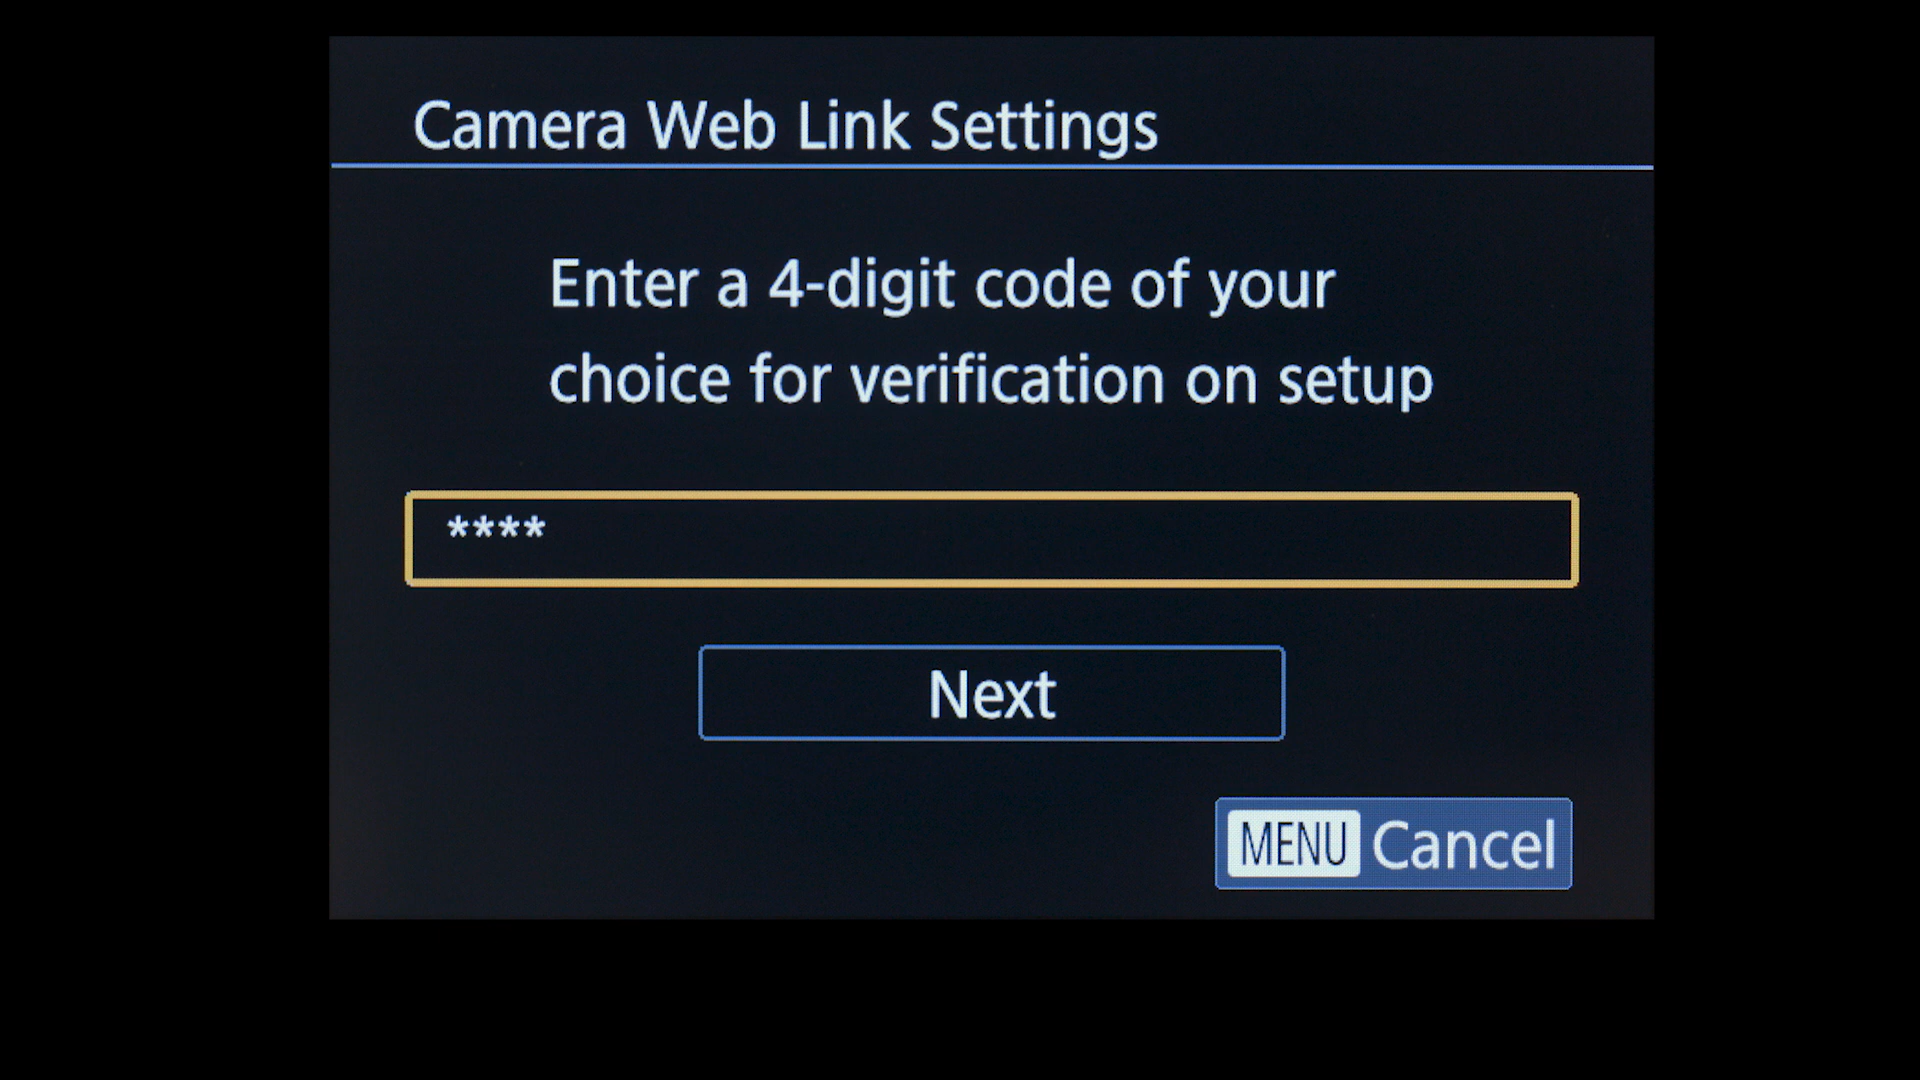 Camera Web Link Settings
Enter a 4-digit code of your
choice for verification on setup
****
Next
MENU Cancel